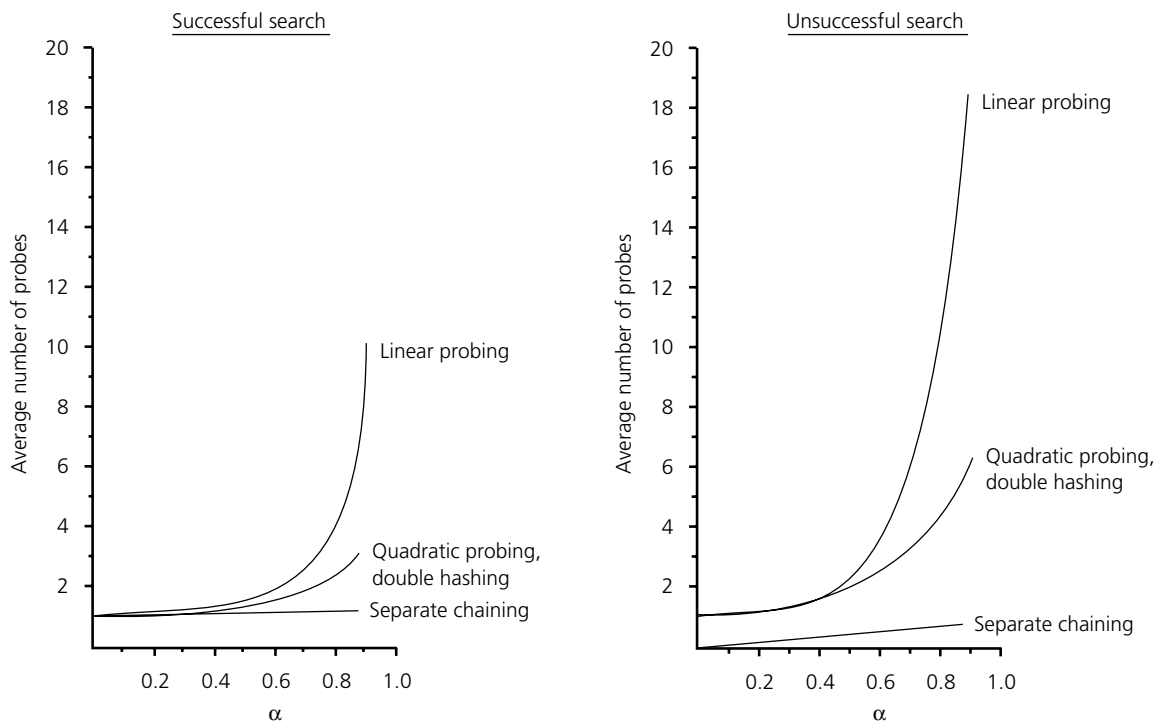 Successful search
20
18
16
14
12
10
8
6
4
2
Average number of probes
Linear probing
Quadratic probing,
double hashing
Separate chaining
0.2 0.4 0.6 0.8 1.0
α
Unsuccessful search
20
18
16
14
12
10
8
6
4
2
Average number of probes
Linear probing
Quadratic probing,
double hashing
Separate chaining
0.2 0.4 0.6 0.8 1.0
α